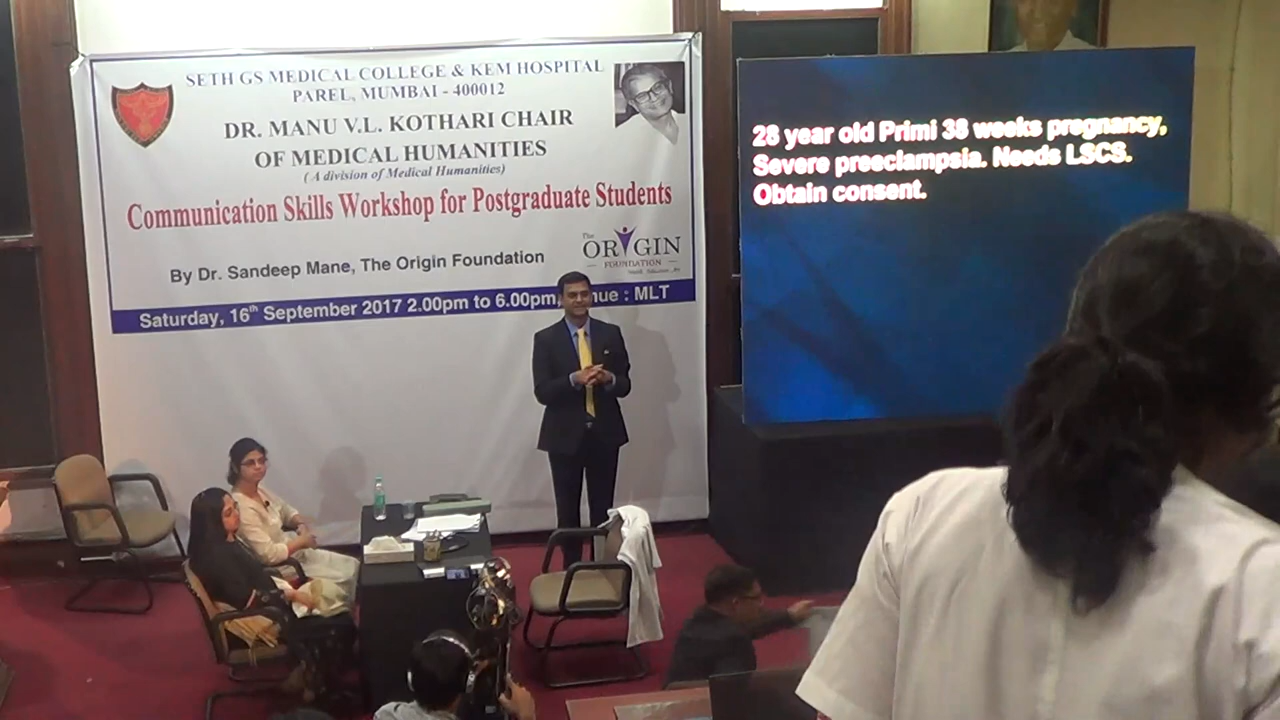 SETH GS MEDICAL COLLEGE & KEM HOSPITAL
PAREL, MUMBAI - 400012
DR. MANU V.L. KOTHARI CHAIR
OF MEDICAL HUMANITIES
( A division of Medical Humanities)
Communication Skills Workshop for Postgraduate Students
By Dr. Sandeep Mane, The Origin Foundation
The
ORIGIN
FOUNDATION
Saturday, 16th September 2017 2.00pm to 6.00pm, nue : MLT
28 year old Primi 38 weeks pregnancy,
Severe preeclampsia. Needs LSCS.
Obtain consent.